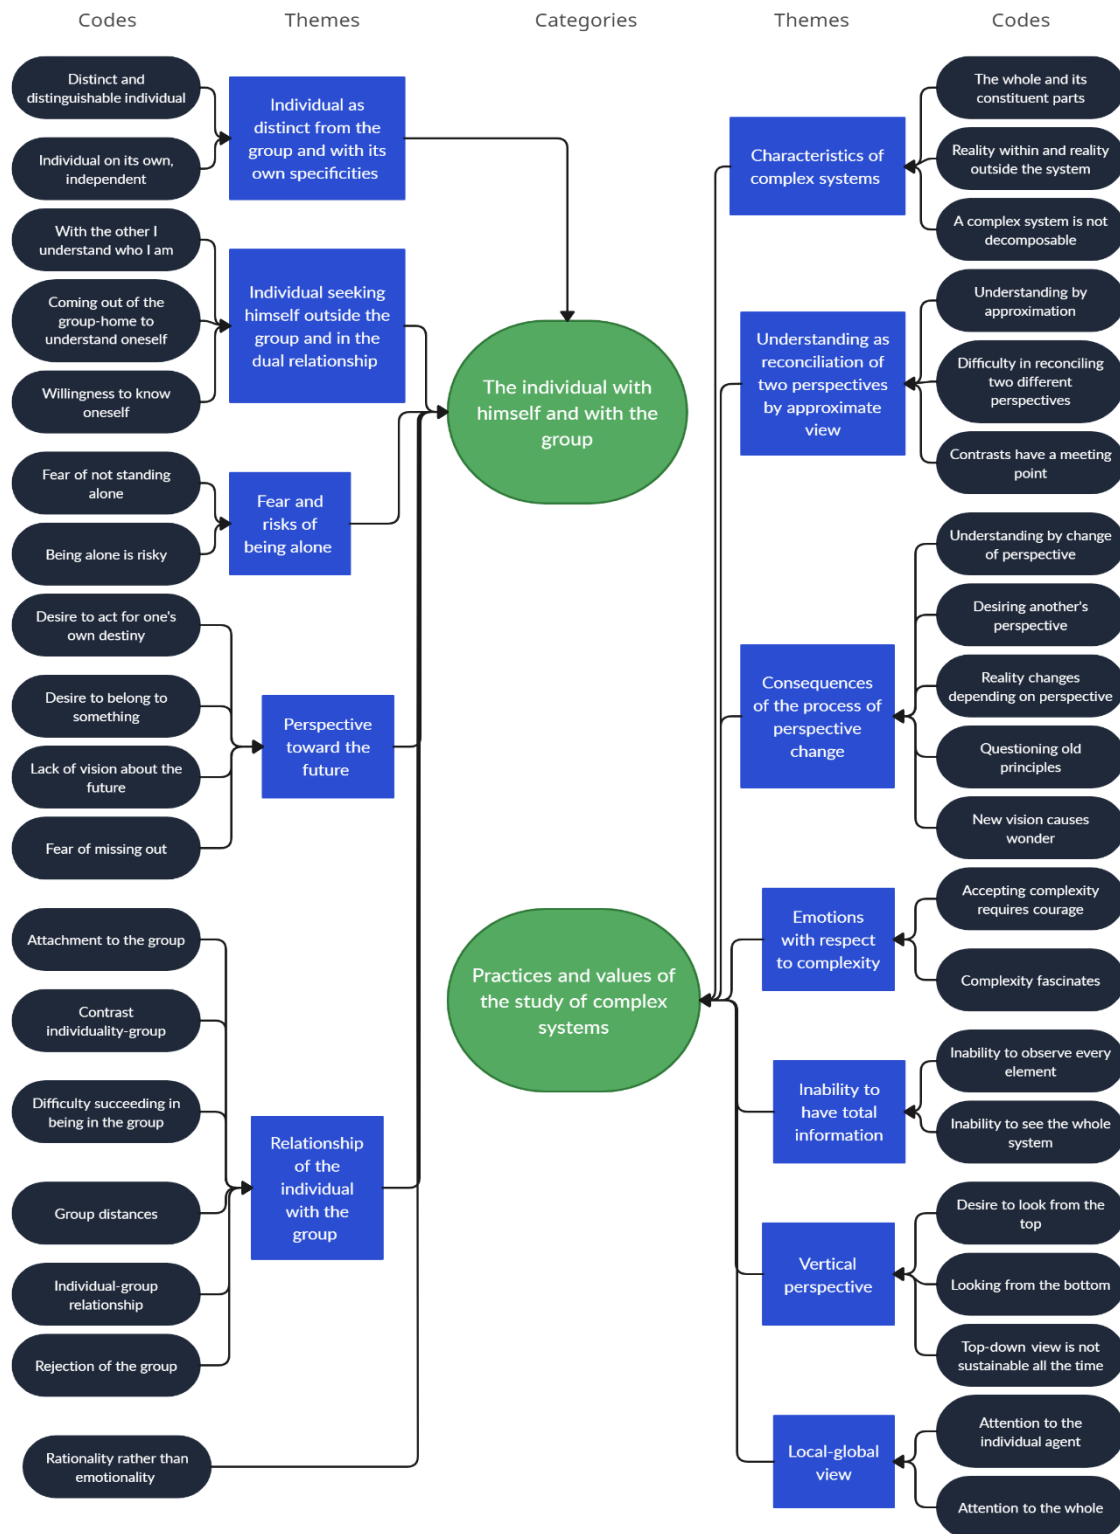 Codes
Themes
Categories
Themes
Codes
Distinct and
distinguishable individual
Individual on its own,
independent
With the other I
understand who I am
Coming out of the
group-home to
understand oneself
Willingness to know
oneself
Fear of not standing
alone
Being alone is risky
Desire to act for one's
own destiny
Desire to belong to
something
Lack of vision about the
future
Fear of missing out
Attachment to the group
Contrast
individuality-group
Difficulty succeeding in
being in the group
Group distances
Individual-group
relationship
Rejection of the group
Rationality rather than
emotionality
Individual as
distinct from the
group and with its
own specificities
Individual seeking
himself outside the
group and in the
dual relationship
Fear and
risks of
being alone
Perspective
toward the
future
Relationship
of the
individual
with the
group
The individual with
himself and with the
group
Practices and values of
the study of complex
systems
Characteristics of
complex systems
Understanding as
reconciliation of
two perspectives
by approximate
view
Consequences
of the process of
perspective
change
Emotions
with respect
to complexity
Inability to
have total
information
Vertical
perspective
Local-global
view
The whole and its
constituent parts
Reality within and reality
outside the system
A complex system is not
decomposable
Understanding by
approximation
Difficulty in reconciling
two different
perspectives
Contrasts have a meeting
point
Understanding by change
of perspective
Desiring another's
perspective
Reality changes
depending on perspective
Questioning old
principles
New vision causes
wonder
Accepting complexity
requires courage
Complexity fascinates
Inability to observe every
element
Inability to see the whole
system
Desire to look from the
top
Looking from the bottom
Top-down view is not
sustainable all the time
Attention to the
individual agent
Attention to the whole